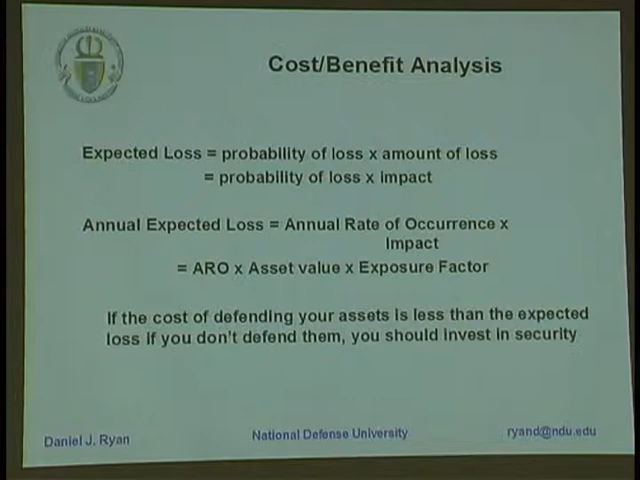 Cost/Benefit Analysis
Expected Loss = probability of loss x amount of loss
= probability of loss x impact
Annual Expected Loss = Annual Rate of Occurrence x
Impact
= ARO x Asset value x Exposure Factor
If the cost of defending your assets is less than the expected
loss if you don't defend them, you should invest in security
Daniel J. Ryan
National Defense University
ryand@ndu.edu